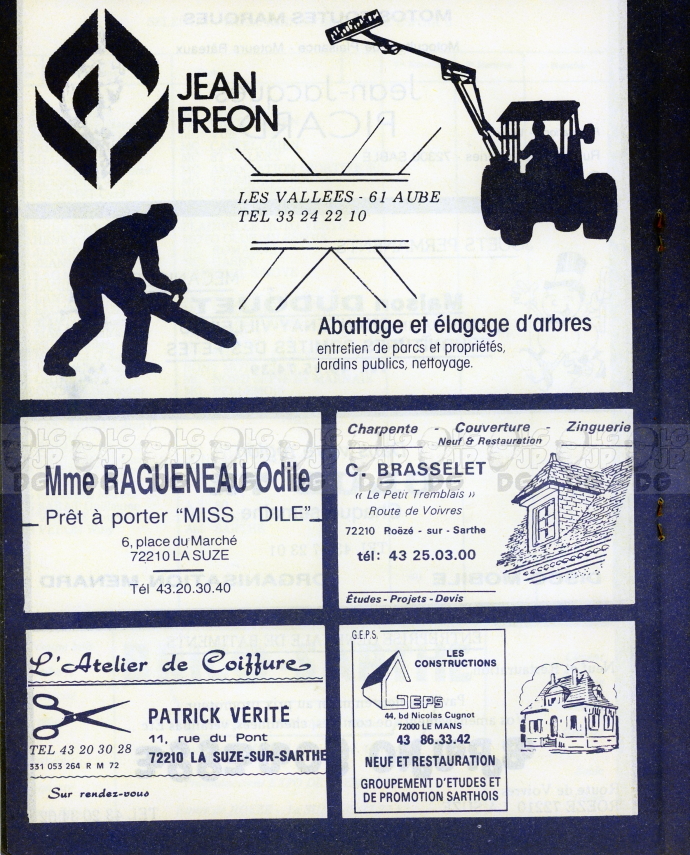 JEAN
FREON
LES VALLEES - 61 AUBE
TEL 33 24 22 10
Abattage et élagage d'arbres
entretien de parcs et propriétés,
jardins publics, nettoyage.
Mme RAGUENEAU Odile
Prêt à porter "MISS DILE"
6, place du Marché
72210 LA SUZE
Tél 43.20.30.40
Charpente - Couverture - Zinguerie
Neuf & Restauration
C. BRASSELET
« Le Petit Tremblais »
Route de Voivres
72210 Roëzé - sur - Sarthe
tél: 43 25.03.00
Études - Projets - Devis
L'Atelier de Coiffure
PATRICK VERITE
11, rue du Pont
72210 LA SUZE-SUR-SARTHE
TEL 43 20 30 28
331 053 264 R M 72
Sur rendez-vous
G.E.P.S.
LES
CONSTRUCTIONS
GEPS
44, bd Nicolas Cugnot
72000 LE MANS
43 86.33.42
NEUF ET RESTAURATION
GROUPEMENT D'ETUDES ET
DE PROMOTION SARTHOIS